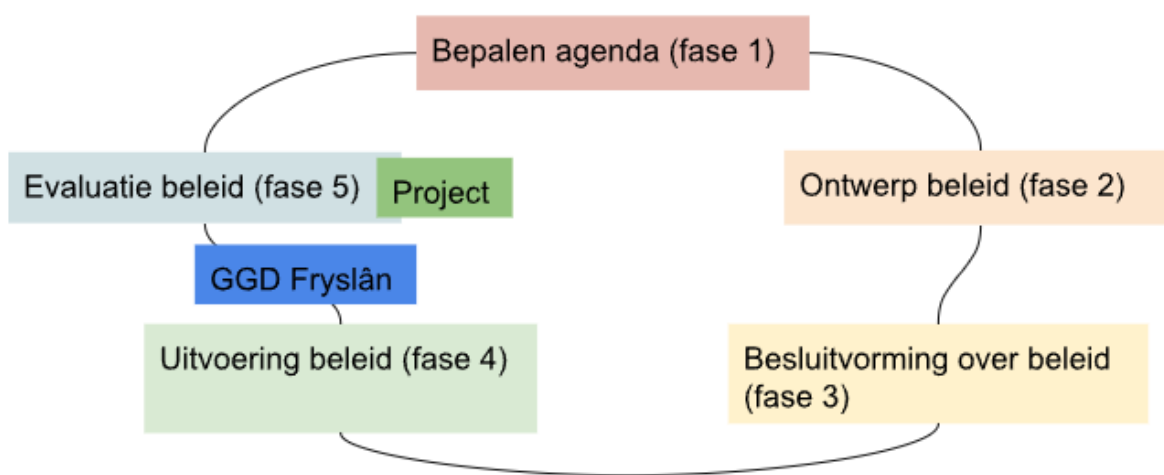 Bepalen agenda (fase 1)
Evaluatie beleid (fase 5)
Project
Ontwerp beleid (fase 2)
GGD Fryslân
Uitvoering beleid (fase 4)
Besluitvorming over beleid
(fase 3)